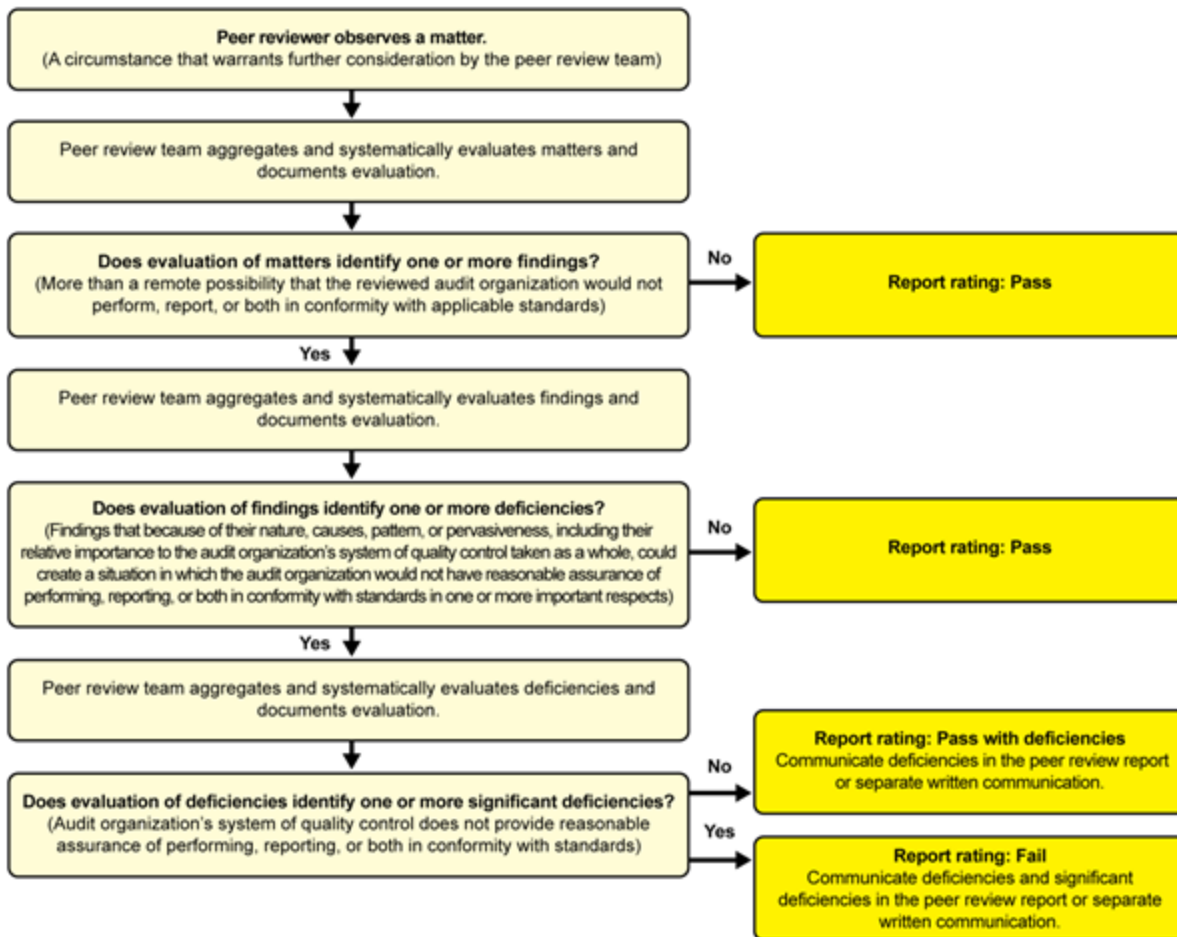 Peer reviewer observes a matter.
(A circumstance that warrants further consideration by the peer review team)
Peer review team aggregates and systematically evaluates matters and
documents evaluation.
Does evaluation of matters identify one or more findings?
(More than a remote possibility that the reviewed audit organization would not
perform, report, or both in conformity with applicable standards)
No
Report rating: Pass
Yes
Peer review team aggregates and systematically evaluates findings and
documents evaluation.
Does evaluation of findings identify one or more deficiencies?
(Findings that because of their nature, causes, pattern, or pervasiveness, including their
relative importance to the audit organization's system of quality control taken as a whole, could
create a situation in which the audit organization would not have reasonable assurance of
performing, reporting, or both in conformity with standards in one or more important respects)
No
Report rating: Pass
Yes
Peer review team aggregates and systematically evaluates deficiencies and
documents evaluation.
Does evaluation of deficiencies identify one or more significant deficiencies?
(Audit organization's system of quality control does not provide reasonable
assurance of performing, reporting, or both in conformity with standards)
No
Report rating: Pass with deficiencies
Communicate deficiencies in the peer review report
or separate written communication.
Yes
Report rating: Fail
Communicate deficiencies and significant
deficiencies in the peer review report or separate
written communication.